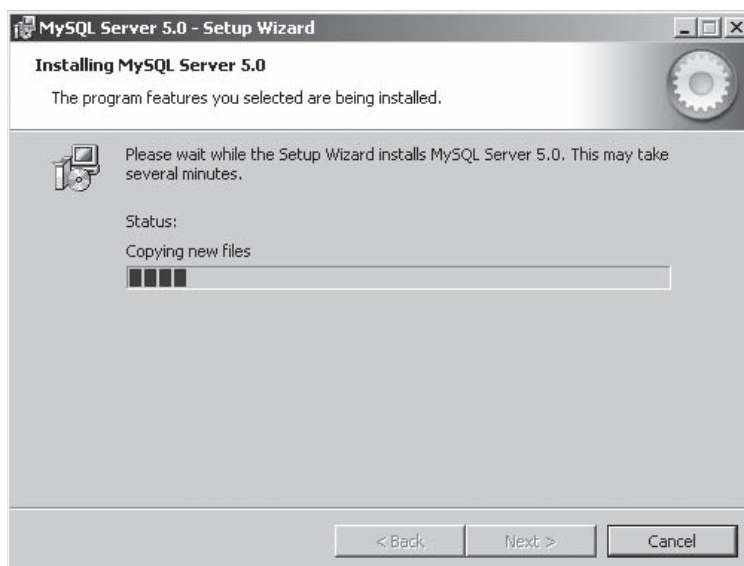 MySQL Server 5.0 - Setup Wizard
Installing MySQL Server 5.0
The program features you selected are being installed.
Please wait while the Setup Wizard installs MySQL Server 5.0. This may take
several minutes.
Status:
Copying new files
< Back
Next >
Cancel